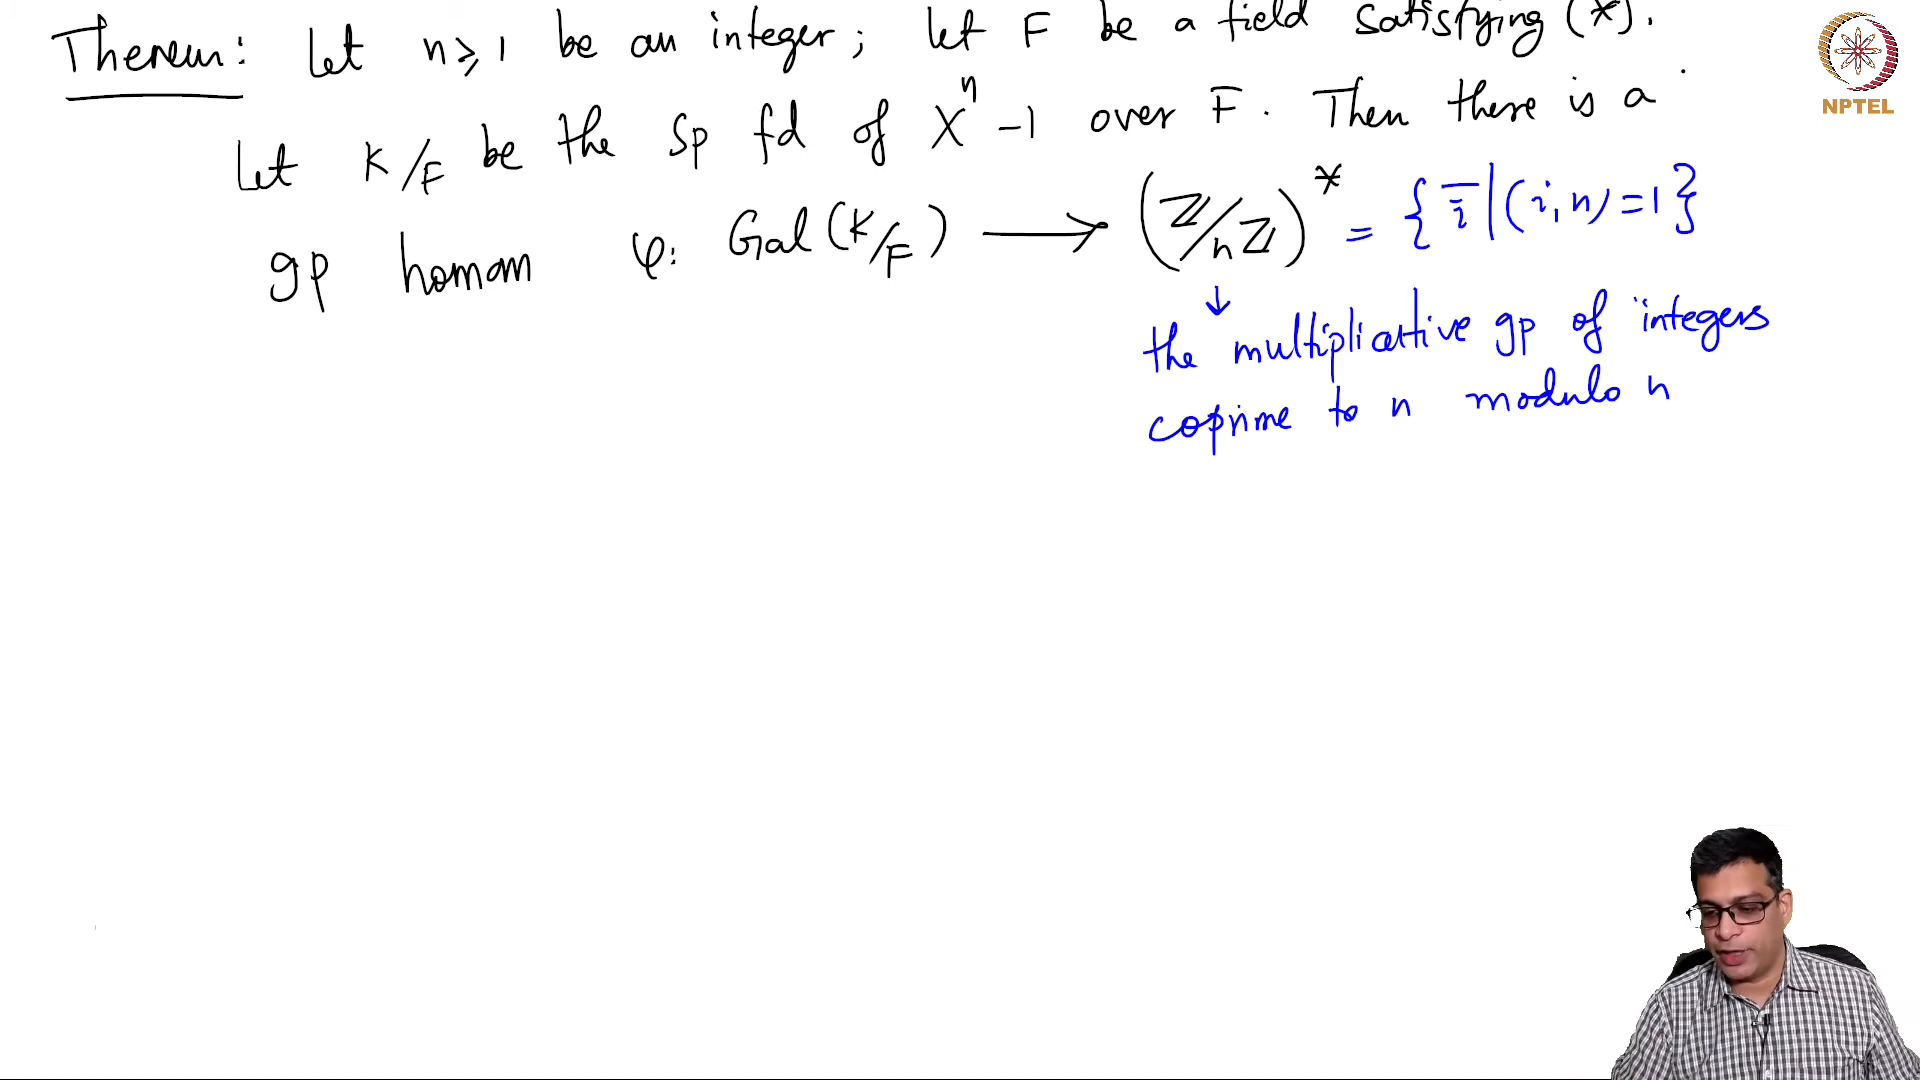 Therem: Let n ≥ 1 be an integer; let F be a field satisfying (*).
Let K/F be the sp fd of X^n - 1 over F. Then there is a
gp homom φ: Gal(K/F) ⟶ (ℤ/nℤ)^* = { i̅ | (i, n) = 1 }
↓
the multiplicative gp of integers
coprime to n modulo n
NPTEL